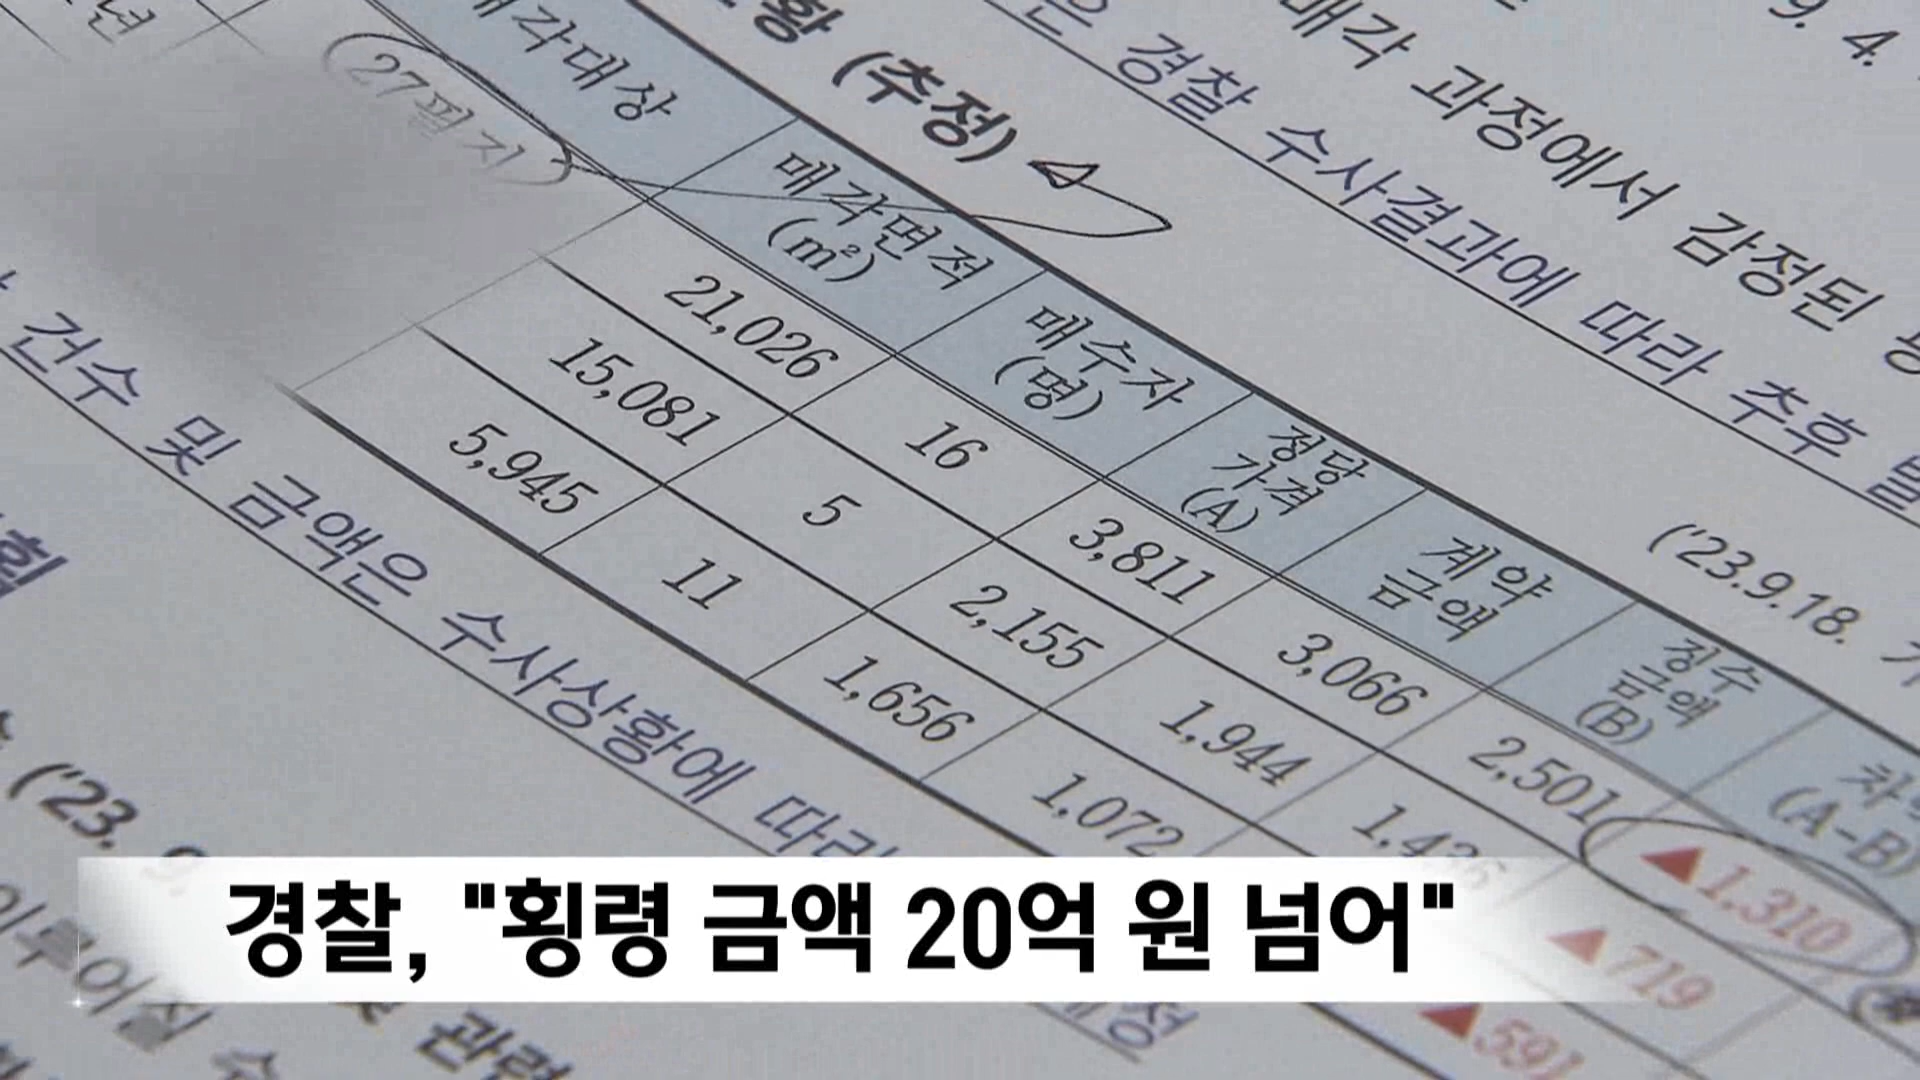 9. 4.
매각 과정에서 감정된
은 경찰 수사결과에 따라 추후
황 (추정)
('23.9.18.
매각대상
매각면적
(㎡)
매수자
(명)
정당
가격
(A)
계약
금액
징수
금액
(B)
(A-B)
27필지
21,026 16 3,811 3,066 2,501 ▲1,310
15,081 5 2,155 1,944 ▲719
5,945 11 1,656 1,072 ▲591
건수 및 금액은 수사상황에 따라
('23. 9.
관련
경찰, "횡령 금액 20억 원 넘어"